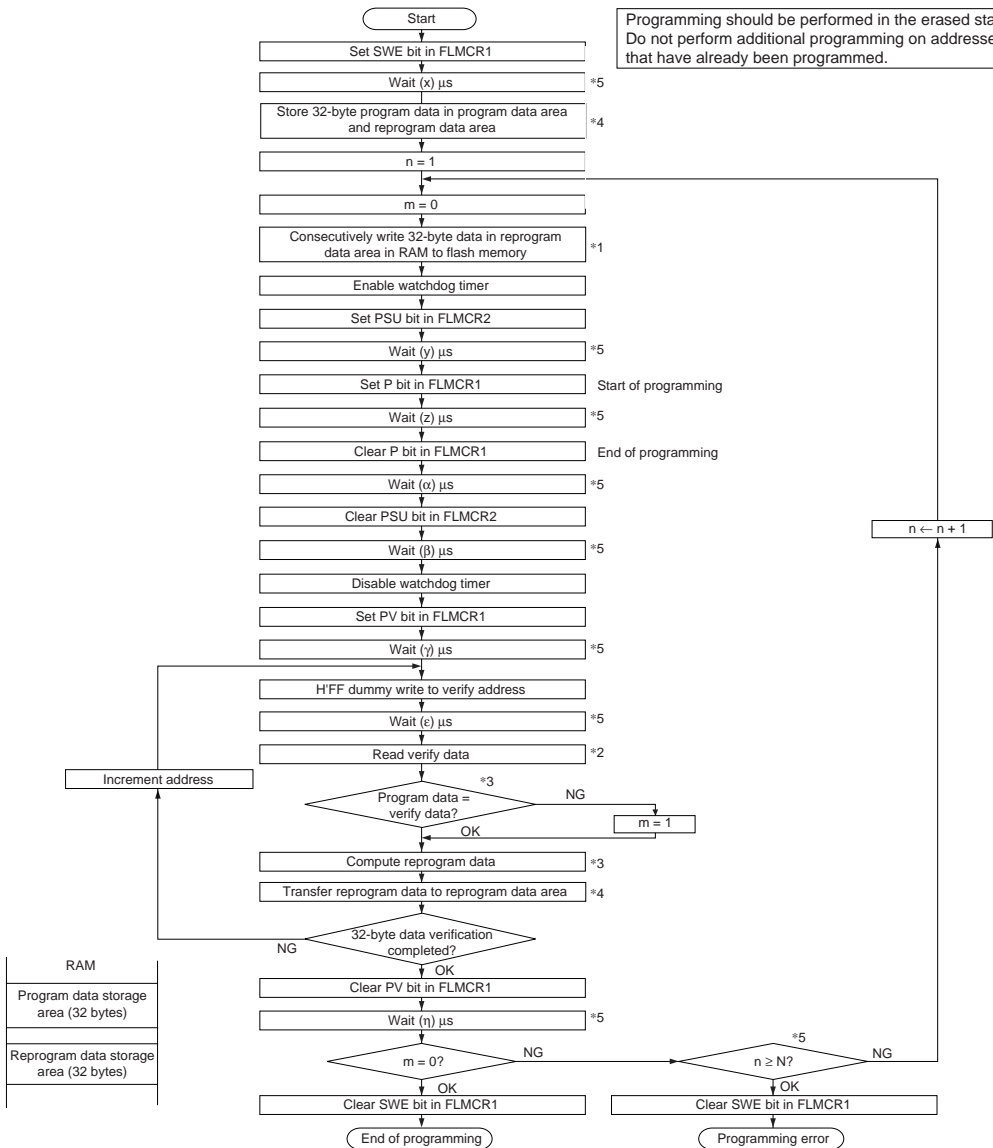 Start
Programming should be performed in the erased sta
Do not perform additional programming on addresse
that have already been programmed.
Set SWE bit in FLMCR1
Wait (x) μs
*5
Store 32-byte program data in program data area
and reprogram data area
*4
n = 1
m = 0
Consecutively write 32-byte data in reprogram
data area in RAM to flash memory
*1
Enable watchdog timer
Set PSU bit in FLMCR2
Wait (y) μs
*5
Set P bit in FLMCR1
Start of programming
Wait (z) μs
*5
Clear P bit in FLMCR1
End of programming
Wait (α) μs
*5
Clear PSU bit in FLMCR2
n ← n + 1
Wait (β) μs
*5
Disable watchdog timer
Set PV bit in FLMCR1
Wait (γ) μs
*5
H'FF dummy write to verify address
Wait (ε) μs
*5
Read verify data
*2
Increment address
*3
Program data =
verify data?
NG
m = 1
OK
Compute reprogram data
*3
Transfer reprogram data to reprogram data area
*4
32-byte data verification
completed?
NG
OK
RAM
Program data storage
area (32 bytes)
Reprogram data storage
area (32 bytes)
Clear PV bit in FLMCR1
Wait (η) μs
*5
m = 0?
NG
*5
n ≥ N?
NG
OK
OK
Clear SWE bit in FLMCR1
Clear SWE bit in FLMCR1
End of programming
Programming error